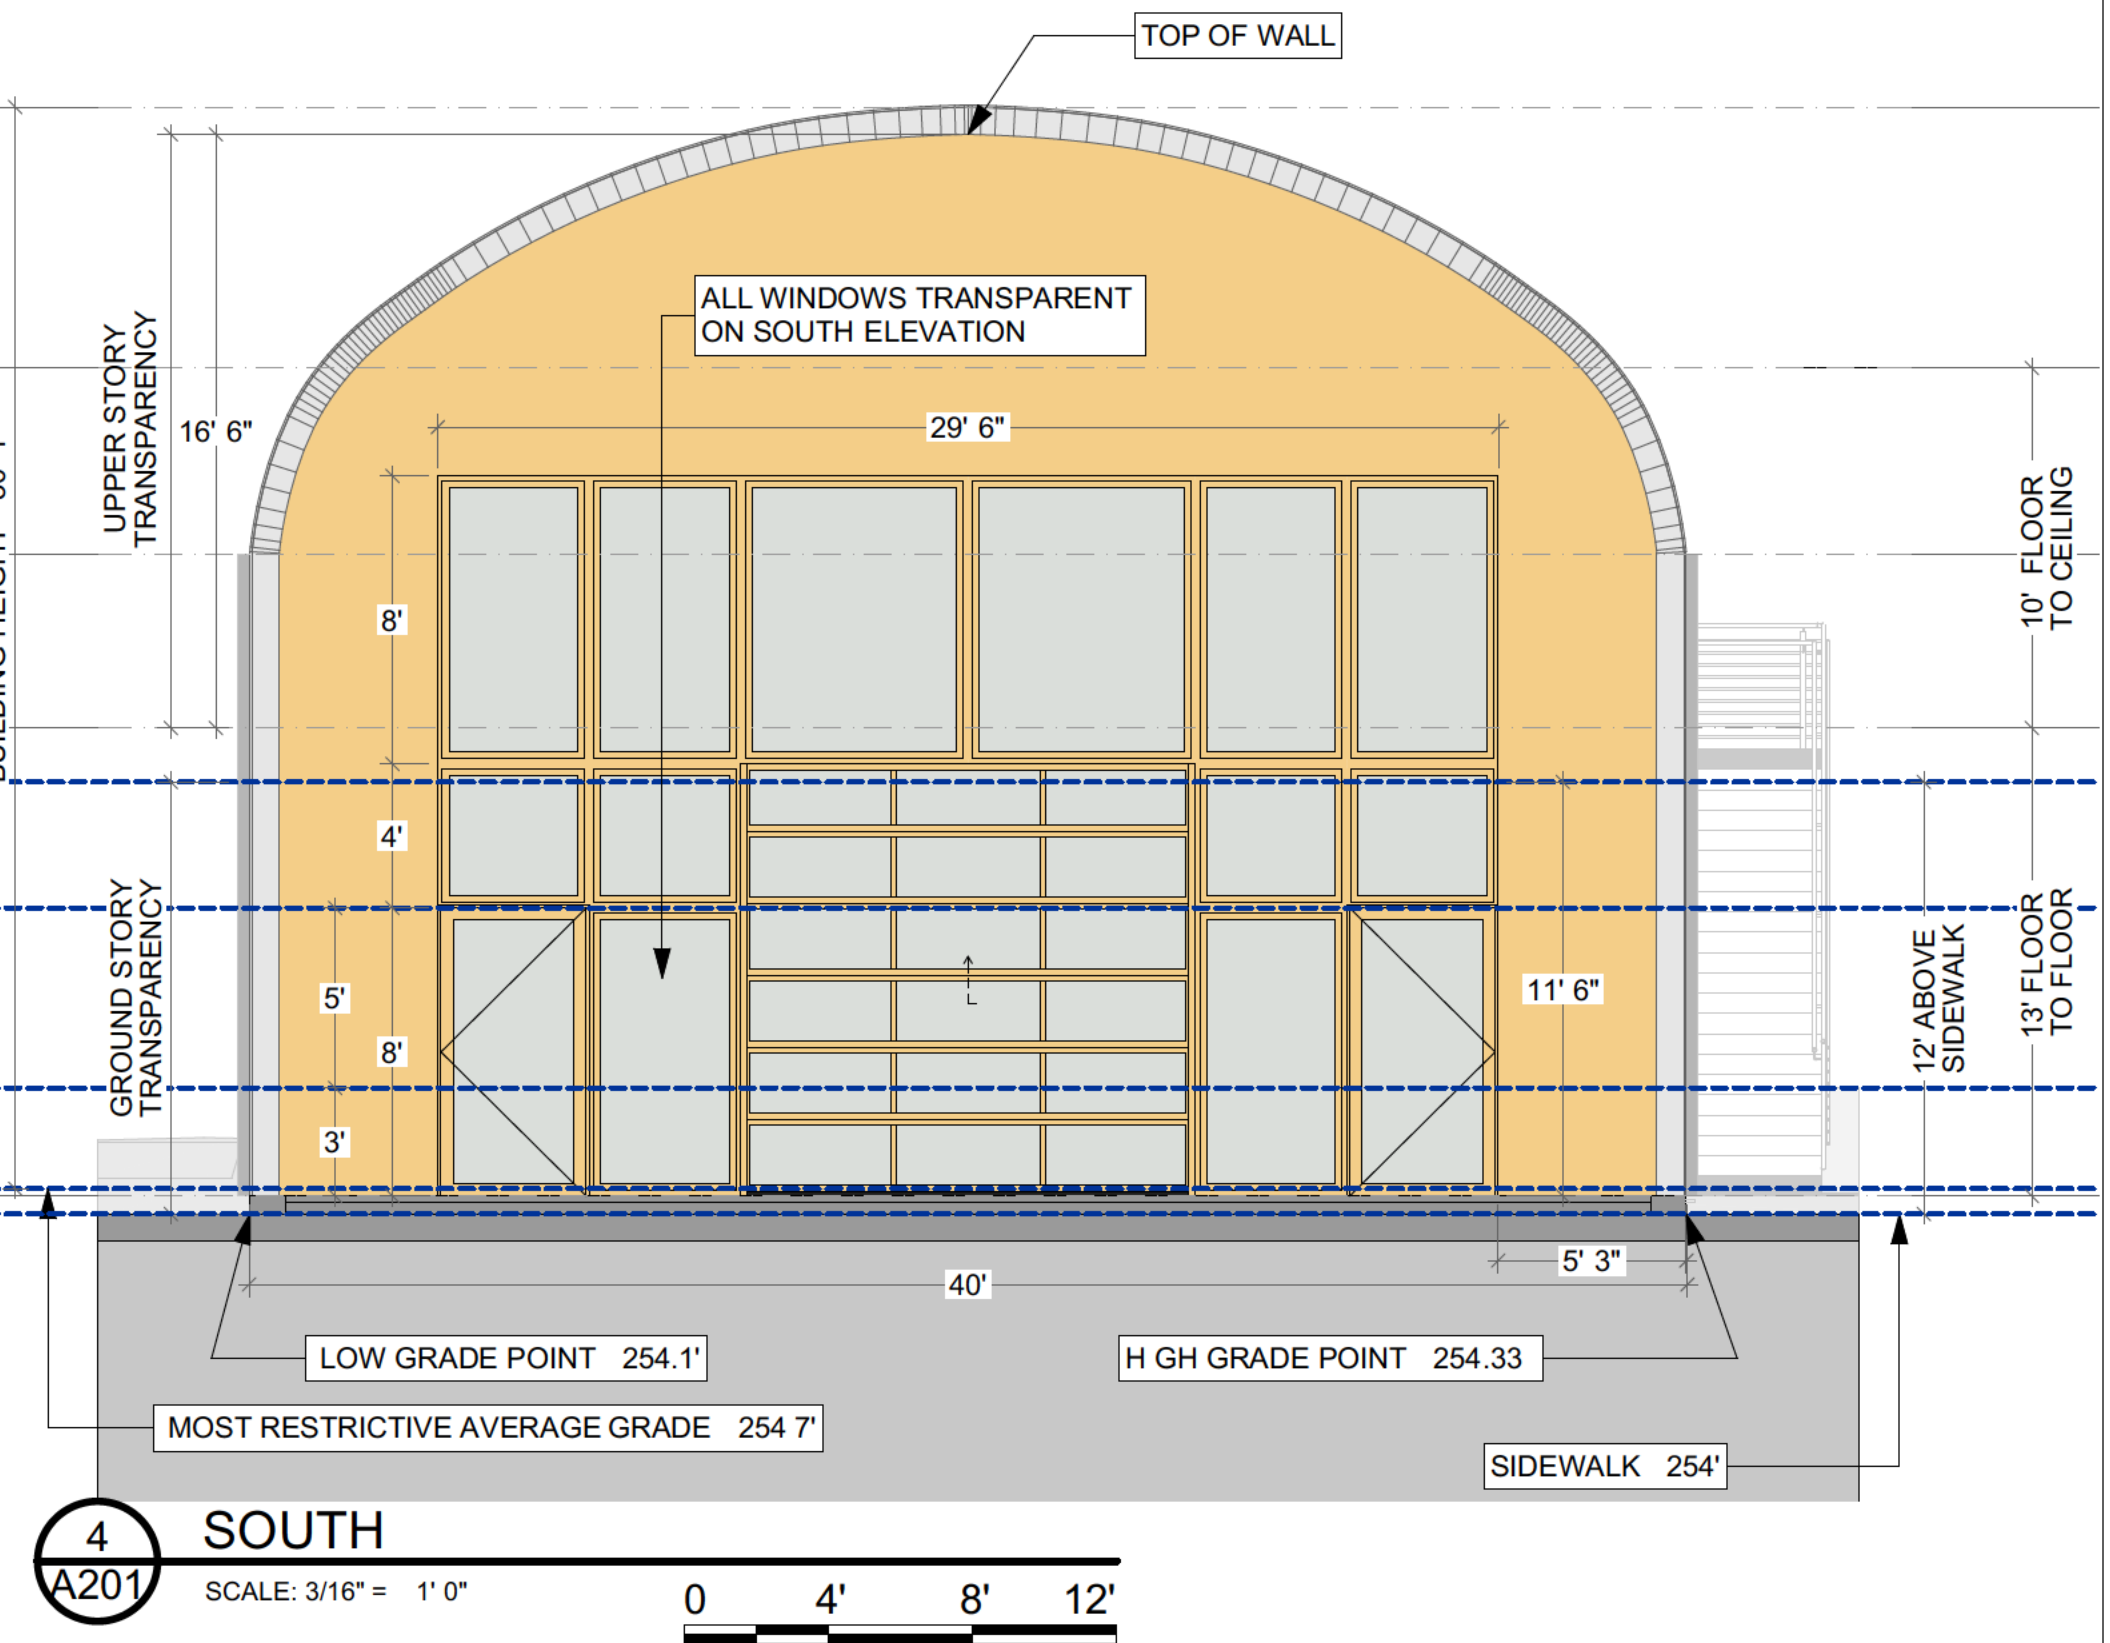 TOP OF WALL
ALL WINDOWS TRANSPARENT
ON SOUTH ELEVATION
UPPER STORY
TRANSPARENCY
16' 6"
29' 6"
8'
10' FLOOR
TO CEILING
4'
GROUND STORY
TRANSPARENCY
5'
8'
3'
11' 6"
12' ABOVE
SIDEWALK
13' FLOOR
TO FLOOR
L
5' 3"
40'
LOW GRADE POINT 254.1'
H GH GRADE POINT 254.33
MOST RESTRICTIVE AVERAGE GRADE 254 7'
SIDEWALK 254'
4
A201
SOUTH
SCALE: 3/16" = 1' 0"
0 4' 8' 12'